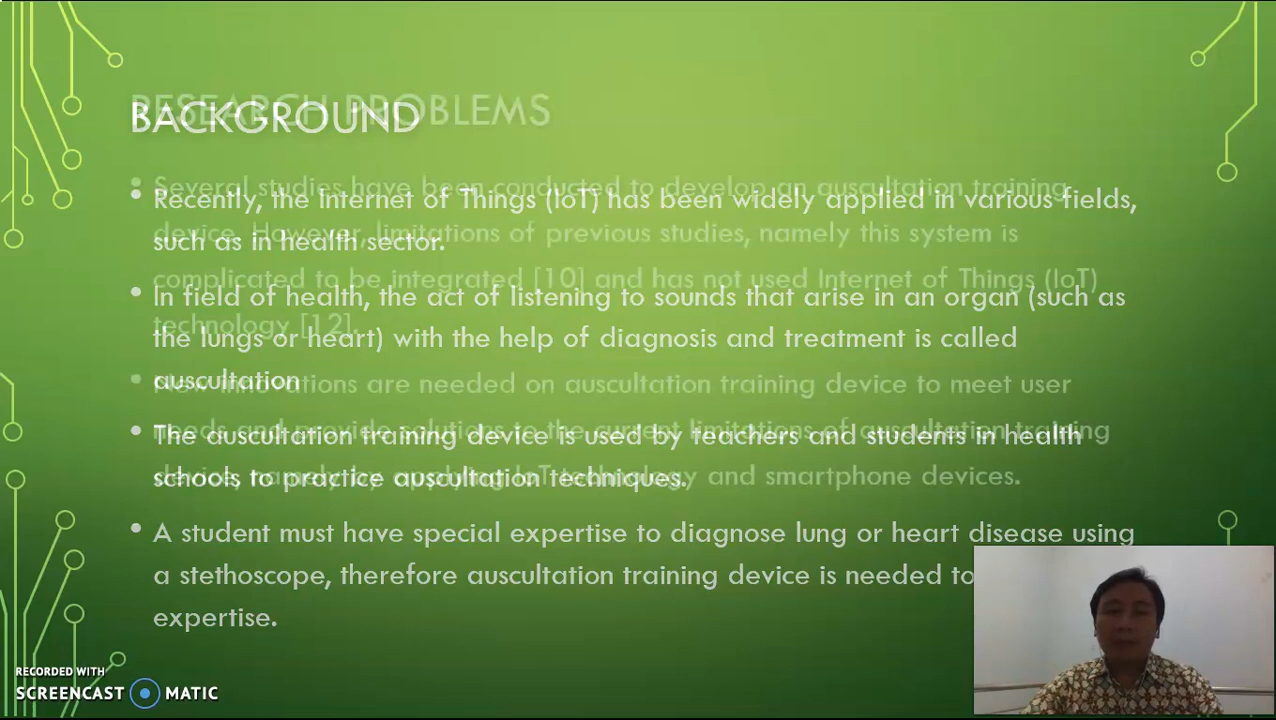 BACKGROUND
• Recently, the Internet of Things (IoT) has been widely applied in various fields,
such as in health sector.
• In field of health, the act of listening to sounds that arise in an organ (such as
the lungs or heart) with the help of diagnosis and treatment is called
auscultation
• The auscultation training device is used by teachers and students in health
schools to practice auscultation techniques.
• A student must have special expertise to diagnose lung or heart disease using
a stethoscope, therefore auscultation training device is needed to
expertise.
RESEARCH PROBLEMS
• Several studies have been conducted to develop an auscultation training
device. However, limitations of previous studies, namely this system is
complicated to be integrated [10] and has not used Internet of Things (IoT)
technology [12].
• New innovations are needed on auscultation training device to meet user
needs and provide solutions to the current limitations of auscultation training
device, namely by applying IoT technology and smartphone devices.
RECORDED WITH
SCREENCAST MATIC